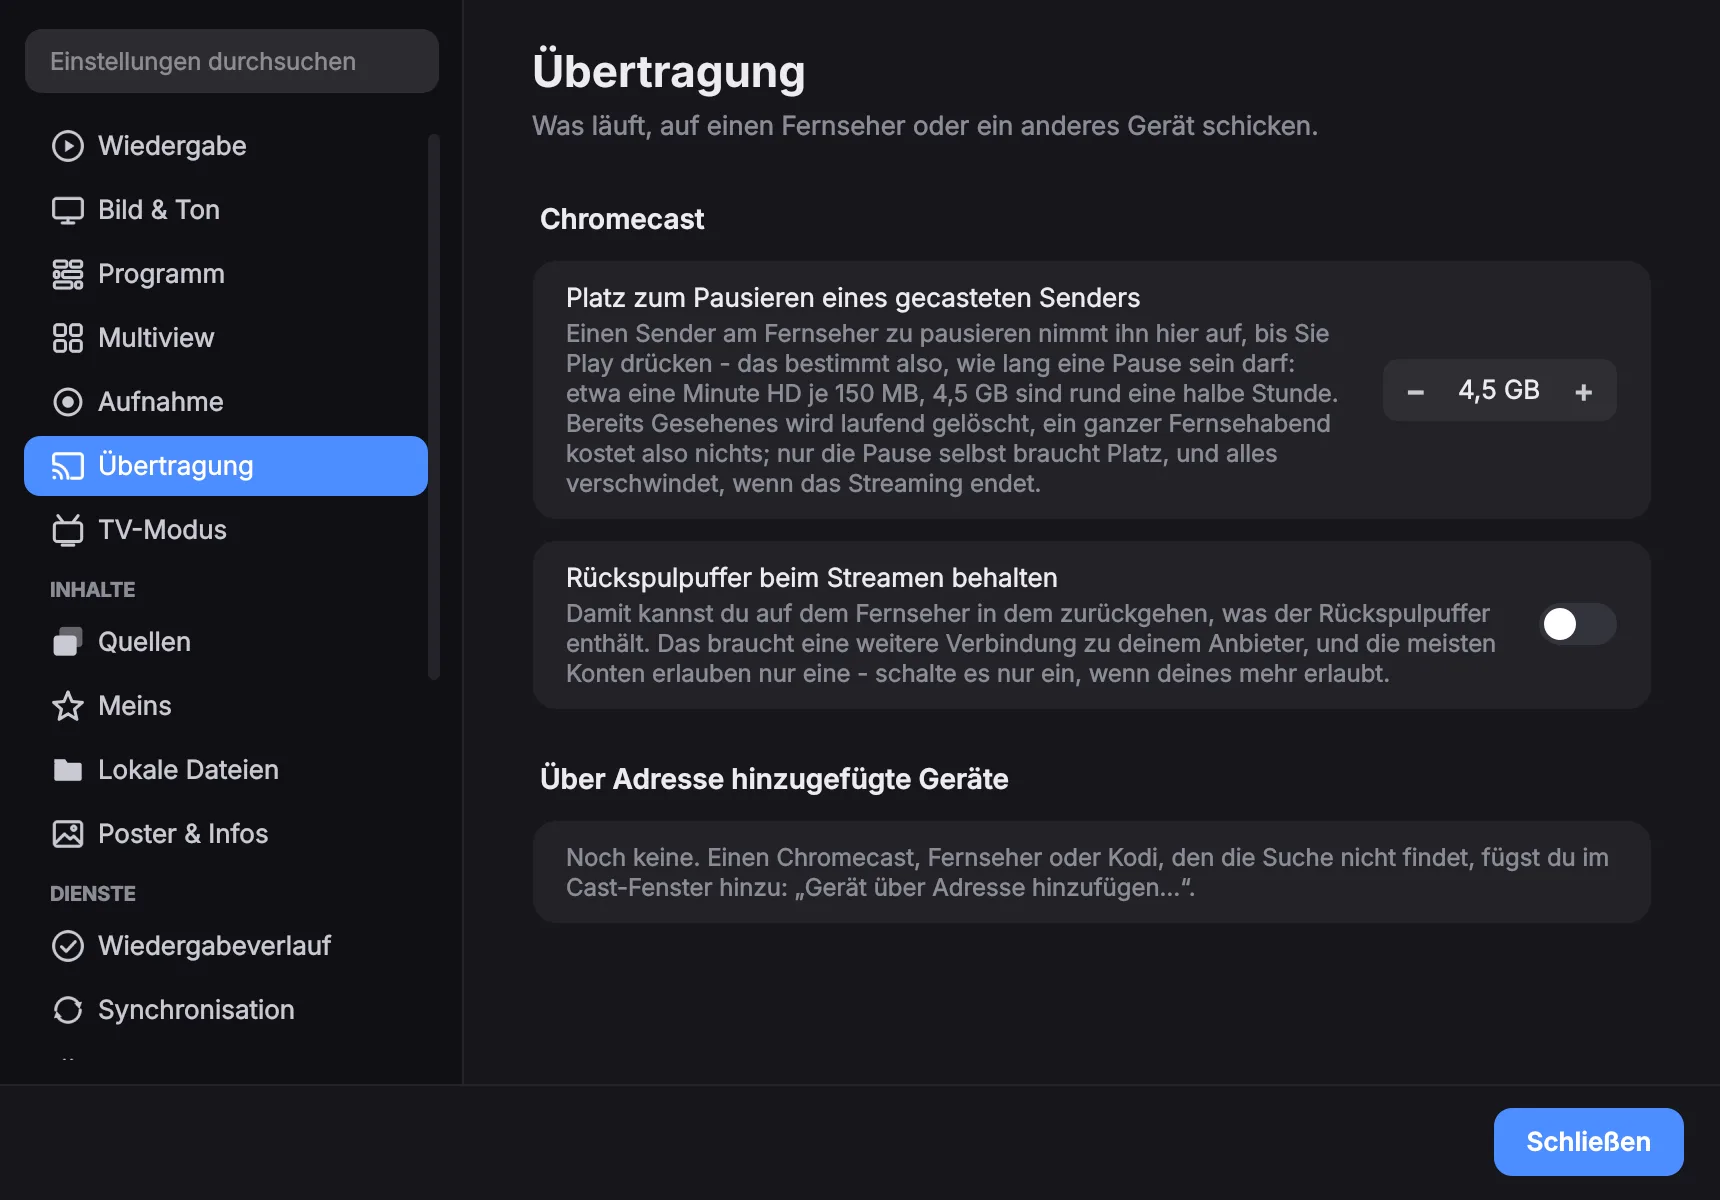 Einstellungen durchsuchen
Wiedergabe
Bild & Ton
Programm
Multiview
Aufnahme
Übertragung
TV-Modus
INHALTE
Quellen
Meins
Lokale Dateien
Poster & Infos
DIENSTE
Wiedergabeverlauf
Synchronisation
Übertragung
Was läuft, auf einen Fernseher oder ein anderes Gerät schicken.
Chromecast
Platz zum Pausieren eines gecasteten Senders
Einen Sender am Fernseher zu pausieren nimmt ihn hier auf, bis Sie
Play drücken - das bestimmt also, wie lang eine Pause sein darf:
etwa eine Minute HD je 150 MB, 4,5 GB sind rund eine halbe Stunde.
Bereits Gesehenes wird laufend gelöscht, ein ganzer Fernsehabend
kostet also nichts; nur die Pause selbst braucht Platz, und alles
verschwindet, wenn das Streaming endet.
− 4,5 GB +
Rückspulpuffer beim Streamen behalten
Damit kannst du auf dem Fernseher in dem zurückgehen, was der Rückspulpuffer
enthält. Das braucht eine weitere Verbindung zu deinem Anbieter, und die meisten
Konten erlauben nur eine - schalte es nur ein, wenn deines mehr erlaubt.
Über Adresse hinzugefügte Geräte
Noch keine. Einen Chromecast, Fernseher oder Kodi, den die Suche nicht findet, fügst du im
Cast-Fenster hinzu: „Gerät über Adresse hinzufügen…“.
Schließen